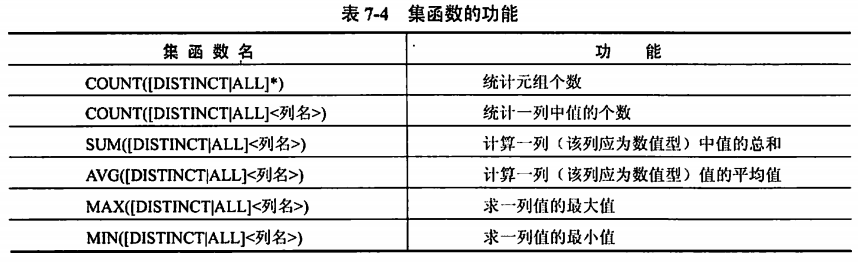 表 7-4 集函数的功能
集 函 数 名 功 能
COUNT([DISTINCT|ALL]*) 统计元组个数
COUNT([DISTINCT|ALL]<列名>) 统计一列中值的个数
SUM([DISTINCT|ALL]<列名>) 计算一列（该列应为数值型）中值的总和
AVG([DISTINCT|ALL]<列名>) 计算一列（该列应为数值型）值的平均值
MAX([DISTINCT|ALL]<列名>) 求一列值的最大值
MIN([DISTINCT|ALL]<列名>) 求一列值的最小值